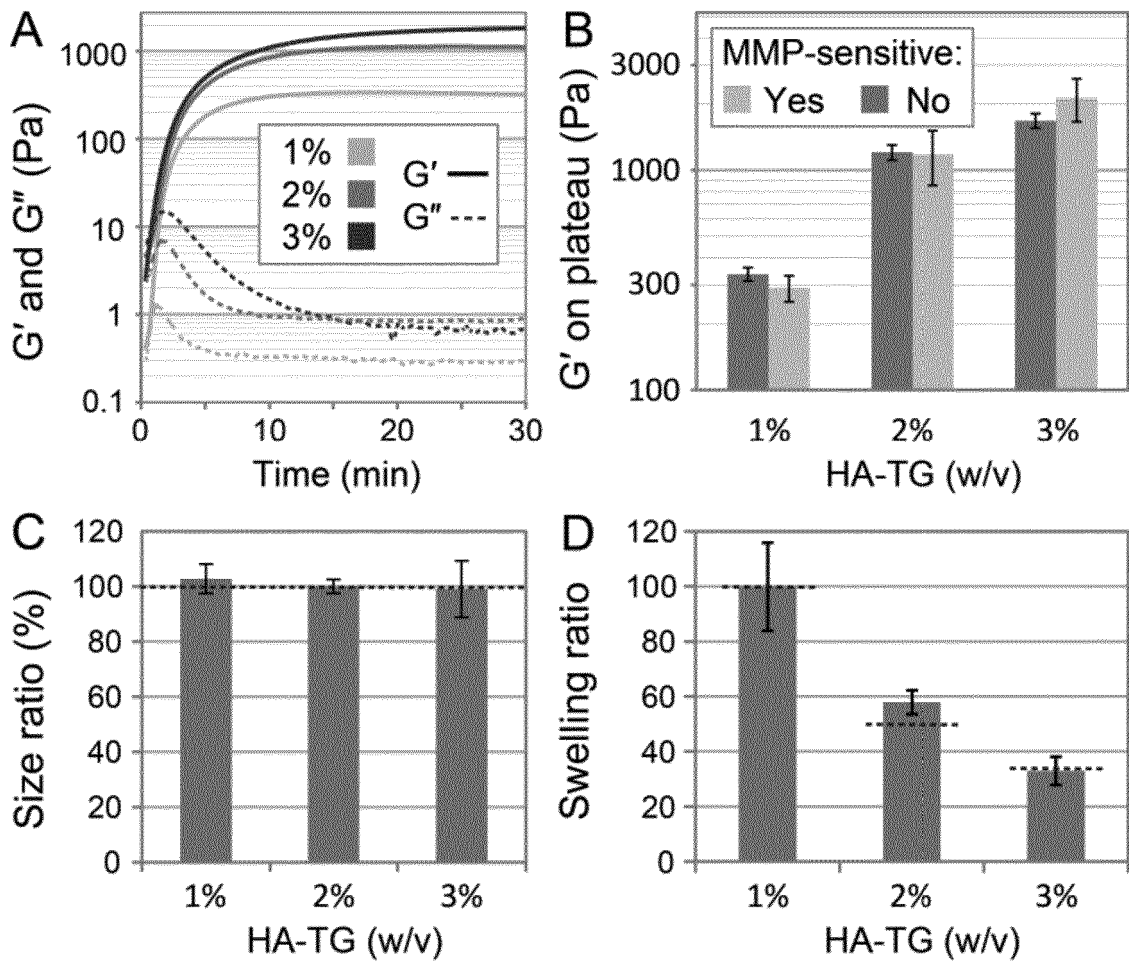 A
G′ and G″ (Pa)
1000
100
10
1
0.1
1%
2%
3%
G′
G″
0
10
20
30
Time (min)
B
G′ on plateau (Pa)
3000
1000
300
100
MMP-sensitive:
Yes
No
1%
2%
3%
HA-TG (w/v)
C
Size ratio (%)
120
100
80
60
40
20
0
1%
2%
3%
HA-TG (w/v)
D
Swelling ratio
120
100
80
60
40
20
0
1%
2%
3%
HA-TG (w/v)